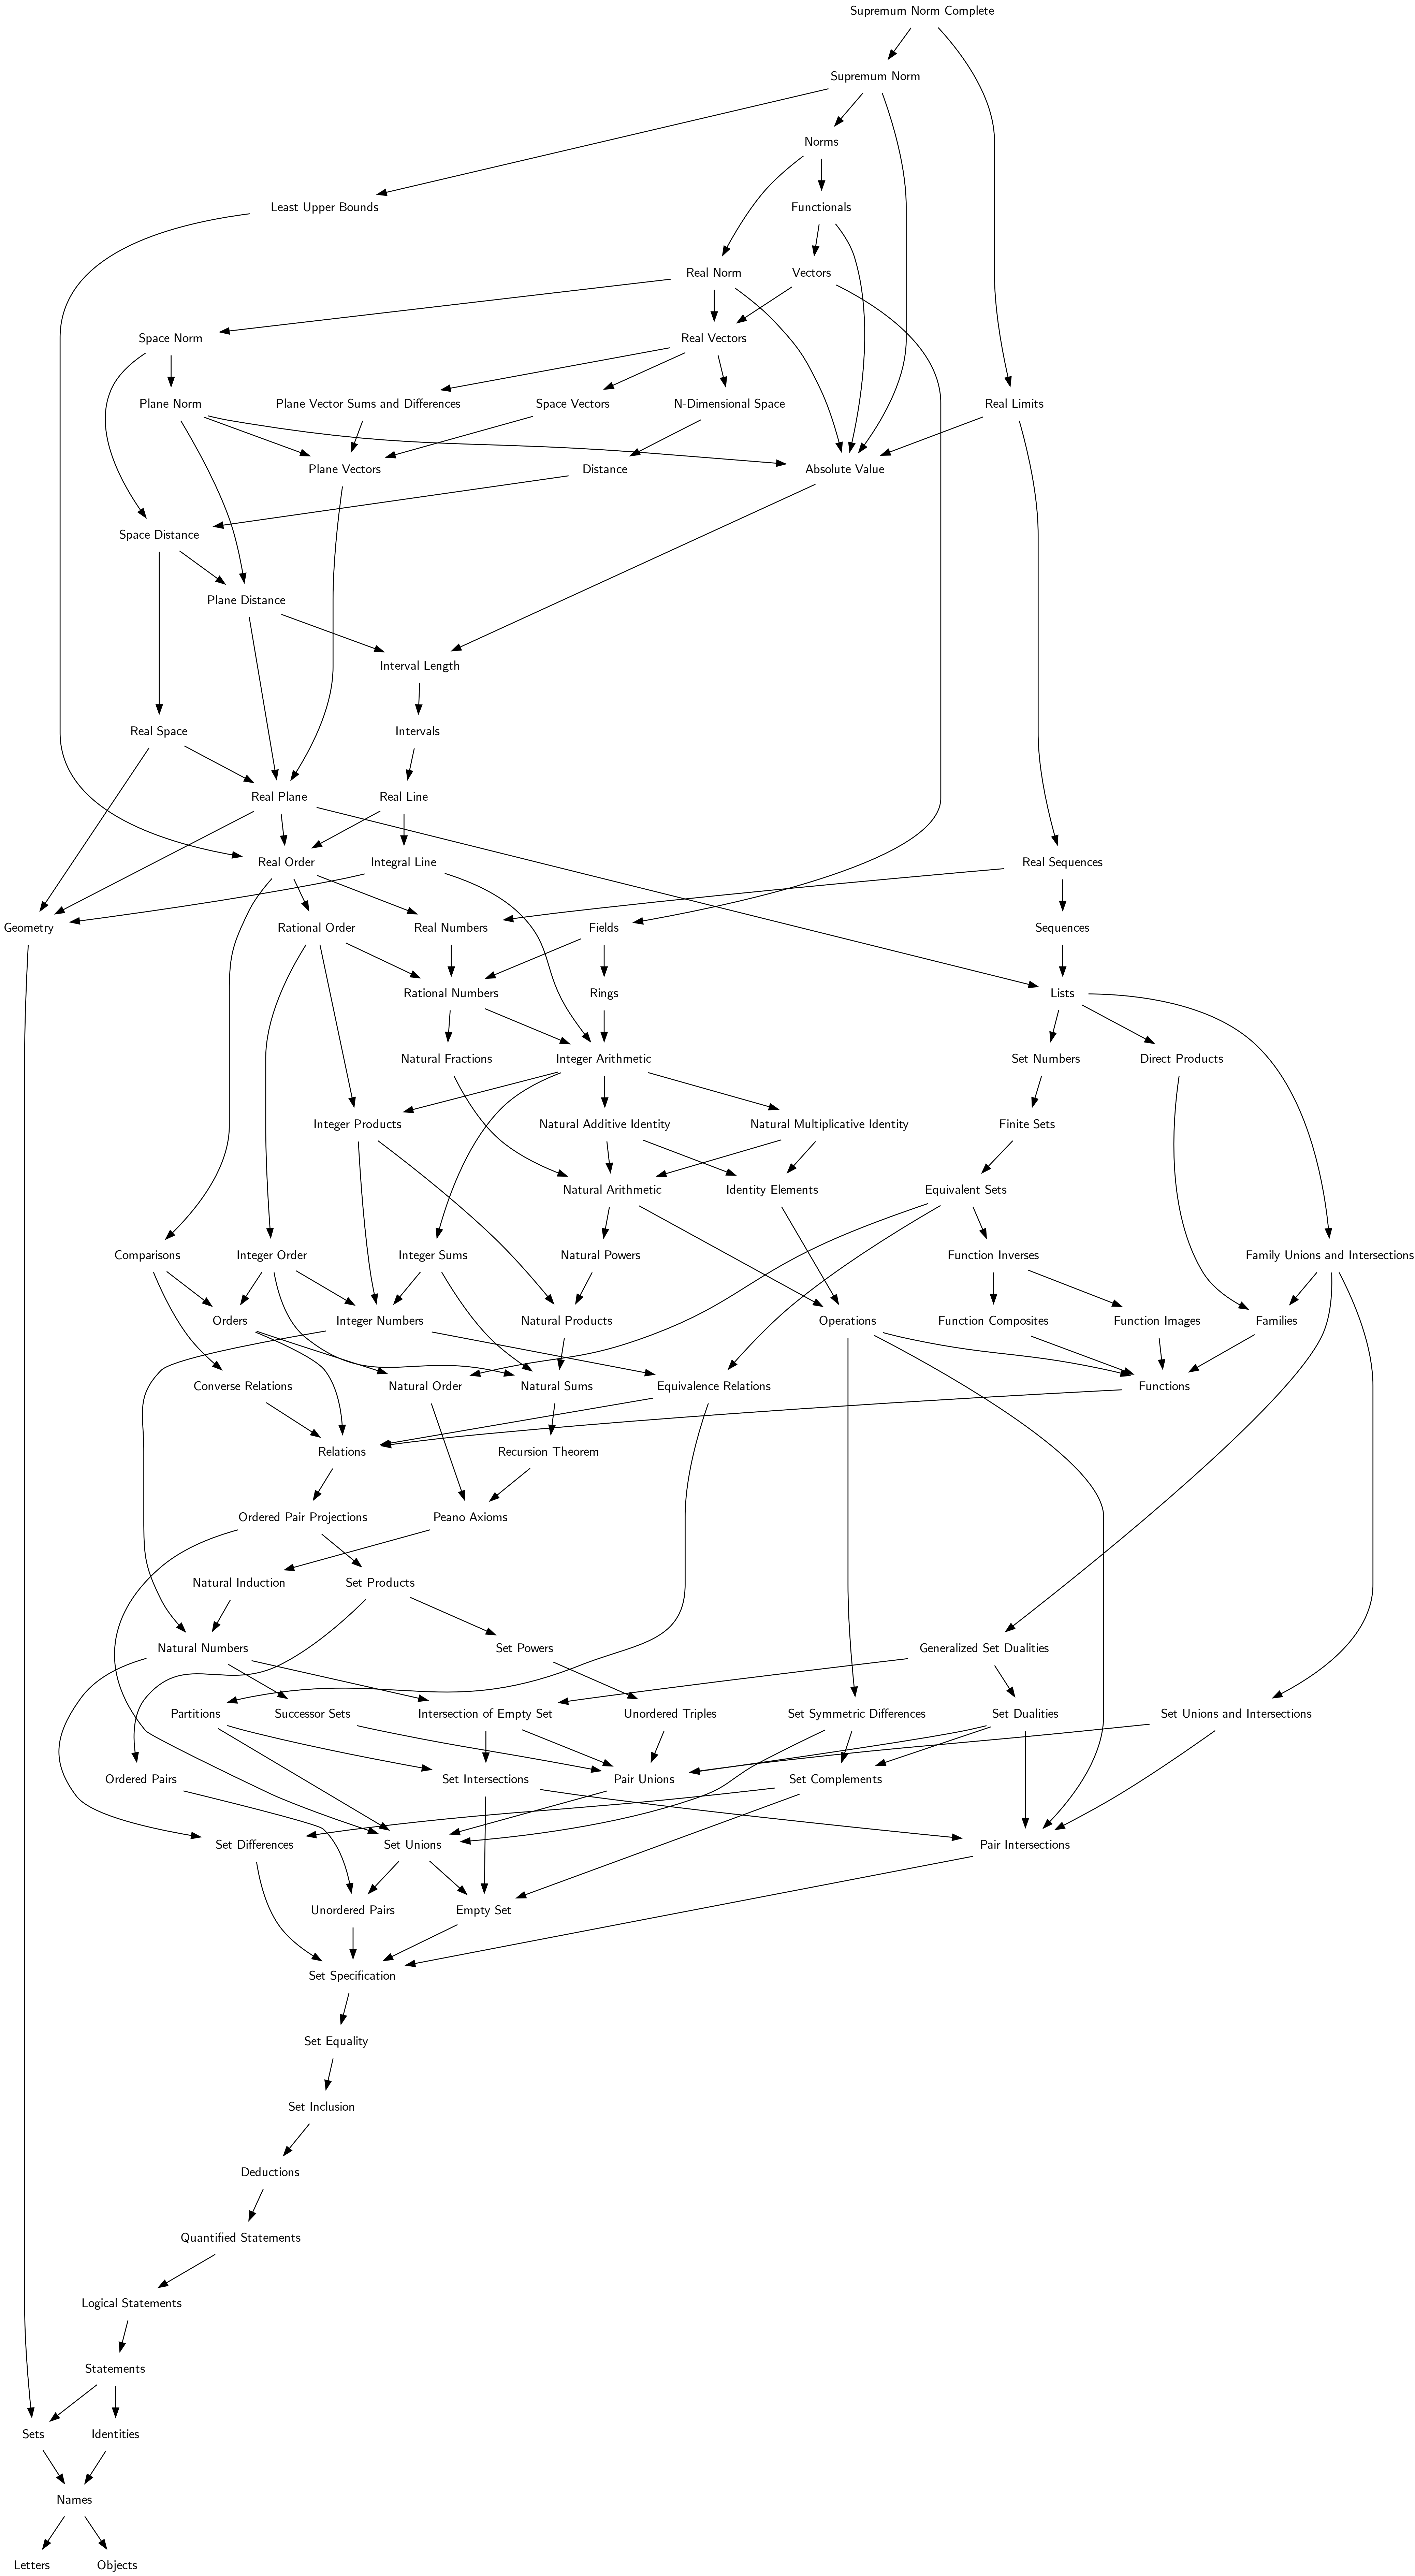 Supremum Norm Complete
Supremum Norm
Norms
Least Upper Bounds
Functionals
Real Norm
Vectors
Space Norm
Real Vectors
Plane Norm
Plane Vector Sums and Differences
Space Vectors
N-Dimensional Space
Real Limits
Plane Vectors
Distance
Absolute Value
Space Distance
Plane Distance
Interval Length
Real Space
Intervals
Real Plane
Real Line
Real Order
Integral Line
Real Sequences
Geometry
Rational Order
Real Numbers
Fields
Sequences
Rational Numbers
Rings
Lists
Natural Fractions
Integer Arithmetic
Set Numbers
Direct Products
Integer Products
Natural Additive Identity
Natural Multiplicative Identity
Finite Sets
Natural Arithmetic
Identity Elements
Equivalent Sets
Comparisons
Integer Order
Integer Sums
Natural Powers
Function Inverses
Family Unions and Intersections
Orders
Integer Numbers
Natural Products
Operations
Function Composites
Function Images
Families
Converse Relations
Natural Order
Natural Sums
Equivalence Relations
Functions
Relations
Recursion Theorem
Ordered Pair Projections
Peano Axioms
Natural Induction
Set Products
Natural Numbers
Set Powers
Generalized Set Dualities
Partitions
Successor Sets
Intersection of Empty Set
Unordered Triples
Set Symmetric Differences
Set Dualities
Set Unions and Intersections
Ordered Pairs
Set Intersections
Pair Unions
Set Complements
Set Differences
Set Unions
Pair Intersections
Unordered Pairs
Empty Set
Set Specification
Set Equality
Set Inclusion
Deductions
Quantified Statements
Logical Statements
Statements
Sets
Identities
Names
Letters
Objects